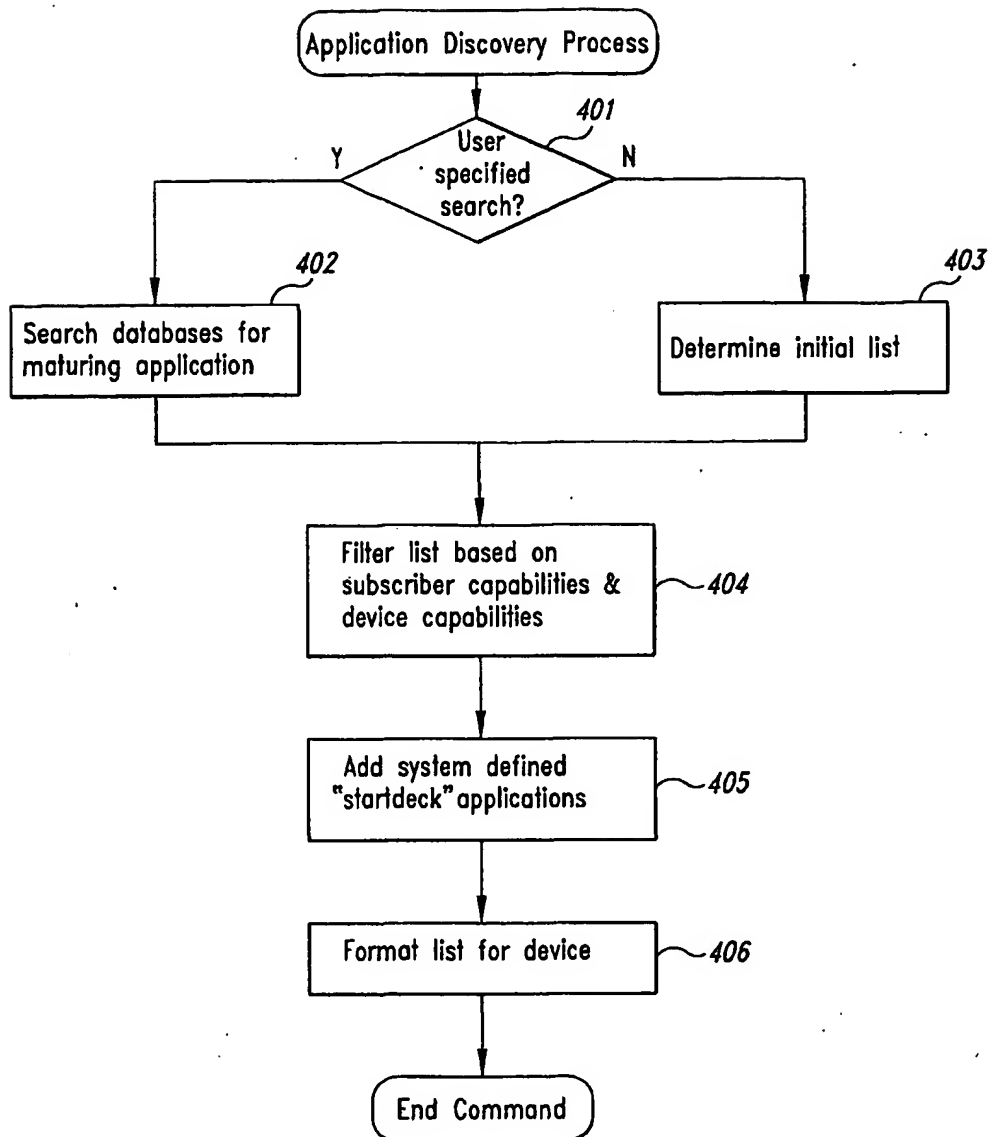 Application Discovery Process
401
User
specified
search?
Y
N
402
403
Search databases for
maturing application
Determine initial list
Filter list based on
subscriber capabilities &
device capabilities
404
Add system defined
"startdeck" applications
405
Format list for device
406
End Command